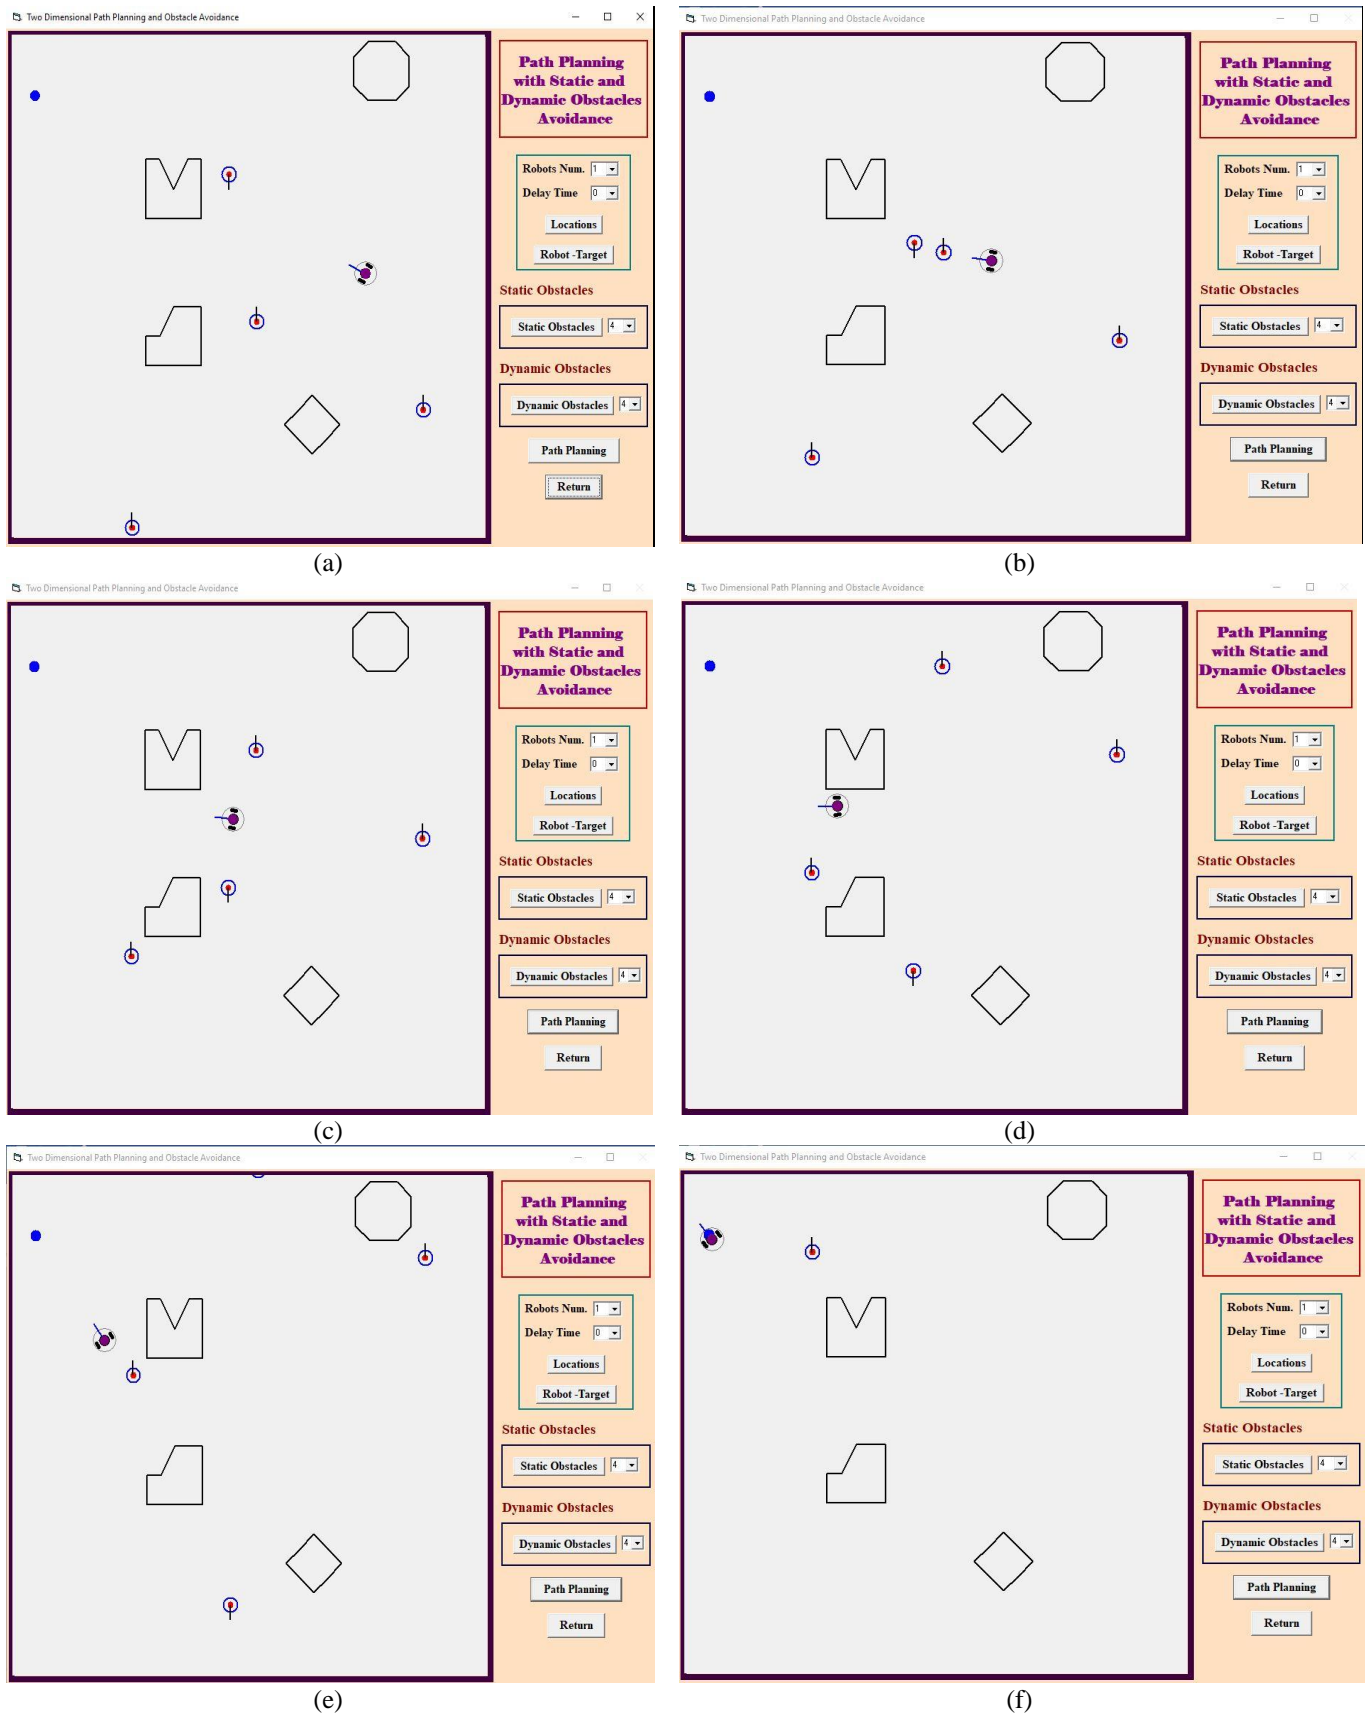 Two Dimensional Path Planning and Obstacle Avoidance
Path Planning
with Static and
Dynamic Obstacles
Avoidance
Robots Num. 1
Delay Time 0
Locations
Robot -Target
Static Obstacles
Static Obstacles 4
Dynamic Obstacles
Dynamic Obstacles 4
Path Planning
Return
(a)
Two Dimensional Path Planning and Obstacle Avoidance
Path Planning
with Static and
Dynamic Obstacles
Avoidance
Robots Num. 1
Delay Time 0
Locations
Robot -Target
Static Obstacles
Static Obstacles 4
Dynamic Obstacles
Dynamic Obstacles 4
Path Planning
Return
(b)
Two Dimensional Path Planning and Obstacle Avoidance
Path Planning
with Static and
Dynamic Obstacles
Avoidance
Robots Num. 1
Delay Time 0
Locations
Robot -Target
Static Obstacles
Static Obstacles 4
Dynamic Obstacles
Dynamic Obstacles 4
Path Planning
Return
(c)
Two Dimensional Path Planning and Obstacle Avoidance
Path Planning
with Static and
Dynamic Obstacles
Avoidance
Robots Num. 1
Delay Time 0
Locations
Robot -Target
Static Obstacles
Static Obstacles 4
Dynamic Obstacles
Dynamic Obstacles 4
Path Planning
Return
(d)
Two Dimensional Path Planning and Obstacle Avoidance
Path Planning
with Static and
Dynamic Obstacles
Avoidance
Robots Num. 1
Delay Time 0
Locations
Robot -Target
Static Obstacles
Static Obstacles 4
Dynamic Obstacles
Dynamic Obstacles 4
Path Planning
Return
(e)
Two Dimensional Path Planning and Obstacle Avoidance
Path Planning
with Static and
Dynamic Obstacles
Avoidance
Robots Num. 1
Delay Time 0
Locations
Robot -Target
Static Obstacles
Static Obstacles 4
Dynamic Obstacles
Dynamic Obstacles 4
Path Planning
Return
(f)